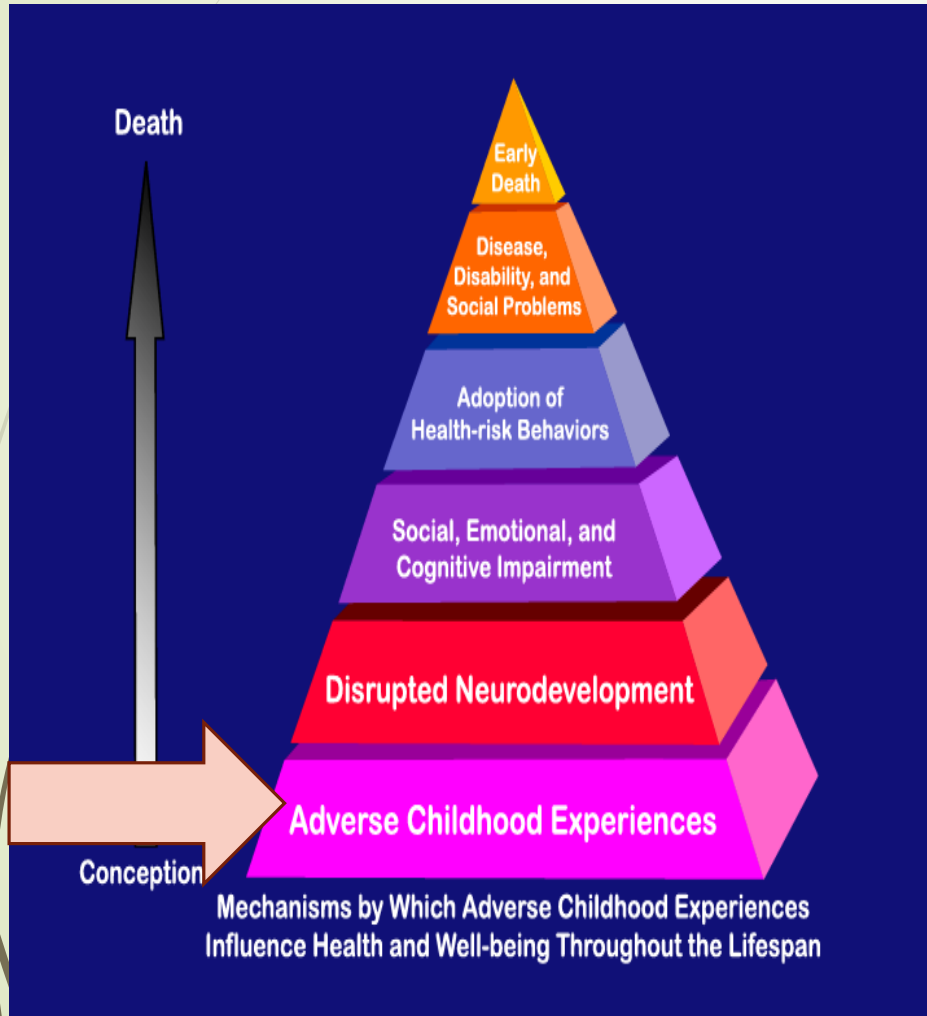 Death
Early
Death
Disease,
Disability, and
Social Problems
Adoption of
Health-risk Behaviors
Social, Emotional, and
Cognitive Impairment
Disrupted Neurodevelopment
Adverse Childhood Experiences
Conception
Mechanisms by Which Adverse Childhood Experiences
Influence Health and Well-being Throughout the Lifespan